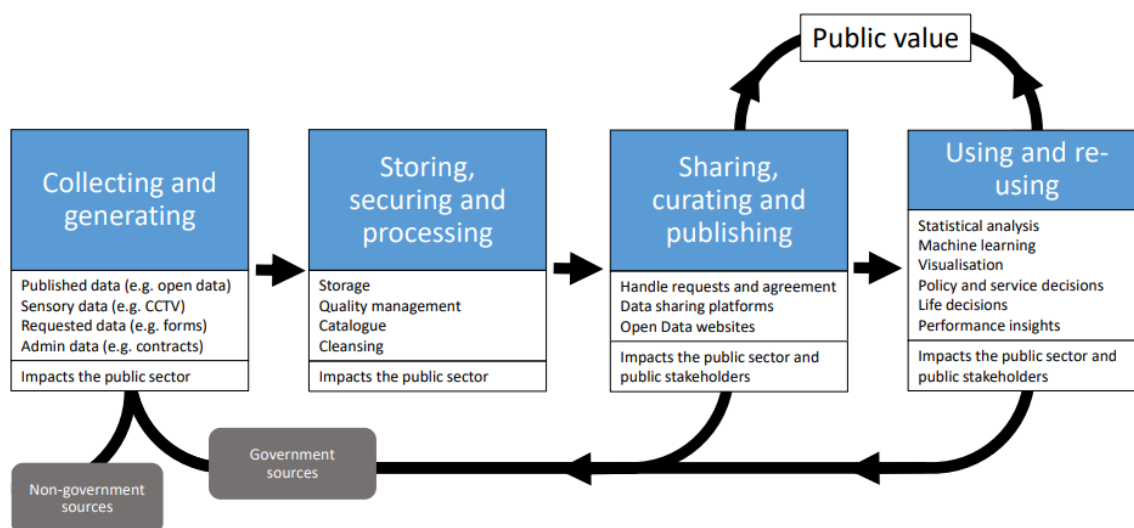 Public value
Collecting and
generating
Published data (e.g. open data)
Sensory data (e.g. CCTV)
Requested data (e.g. forms)
Admin data (e.g. contracts)
Impacts the public sector
Storing,
securing and
processing
Storage
Quality management
Catalogue
Cleansing
Impacts the public sector
Sharing,
curating and
publishing
Handle requests and agreement
Data sharing platforms
Open Data websites
Impacts the public sector and
public stakeholders
Using and re-
using
Statistical analysis
Machine learning
Visualisation
Policy and service decisions
Life decisions
Performance insights
Impacts the public sector and
public stakeholders
Government
sources
Non-government
sources